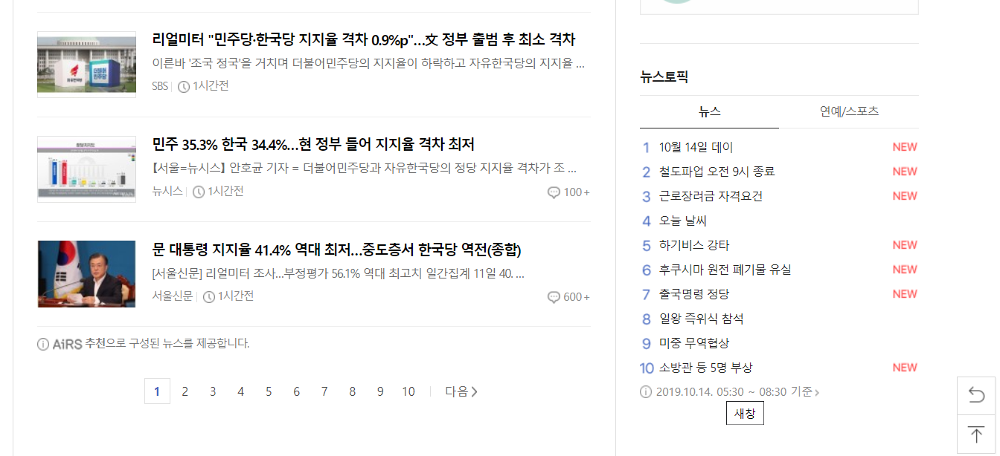 리얼미터 "민주당·한국당 지지율 격차 0.9%p"…文 정부 출범 후 최소 격차
이른바 '조국 정국'을 거치며 더불어민주당의 지지율이 하락하고 자유한국당의 지지율 ...
SBS 1시간전
민주 35.3% 한국 34.4%…현 정부 들어 지지율 격차 최저
【서울=뉴시스】 안호균 기자 = 더불어민주당과 자유한국당의 정당 지지율 격차가 조 ...
뉴시스 1시간전 100+
문 대통령 지지율 41.4% 역대 최저…중도층서 한국당 역전(종합)
[서울신문] 리얼미터 조사…부정평가 56.1% 역대 최고치 일간집계 11일 40. ...
서울신문 1시간전 600+
AiRS 추천으로 구성된 뉴스를 제공합니다.
1 2 3 4 5 6 7 8 9 10 다음
뉴스토픽
뉴스 연예/스포츠
1 10월 14일 데이 NEW
2 철도파업 오전 9시 종료 NEW
3 근로장려금 자격요건 NEW
4 오늘 날씨
5 하기비스 강타 NEW
6 후쿠시마 원전 폐기물 유실 NEW
7 출국명령 정당 NEW
8 일왕 즉위식 참석
9 미중 무역협상
10 소방관 등 5명 부상 NEW
2019.10.14. 05:30 ~ 08:30 기준
새창